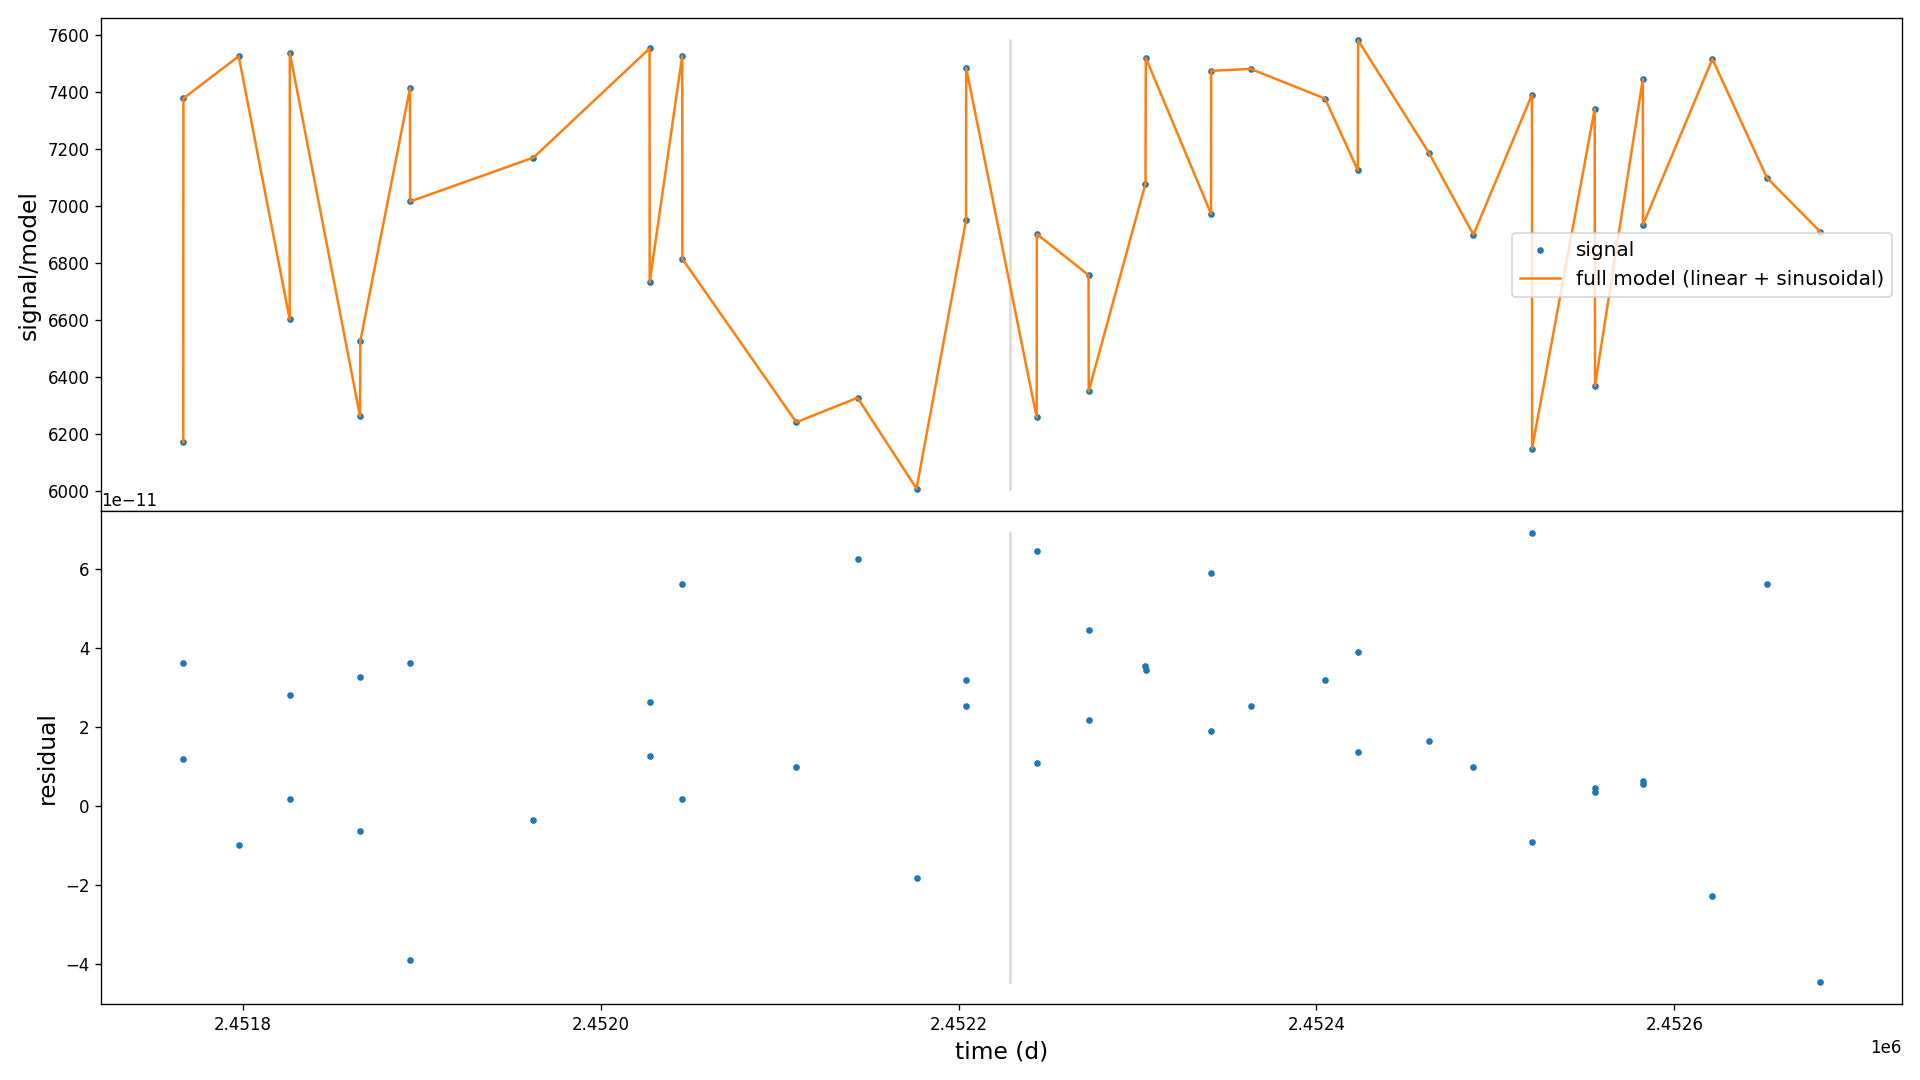 7600
7400
7200
7000
6800
6600
6400
6200
6000
signal/model
signal
full model (linear + sinusoidal)
1e−11
6
4
2
0
−2
−4
residual
2.4518
2.4520
2.4522
2.4524
2.4526
1e6
time (d)